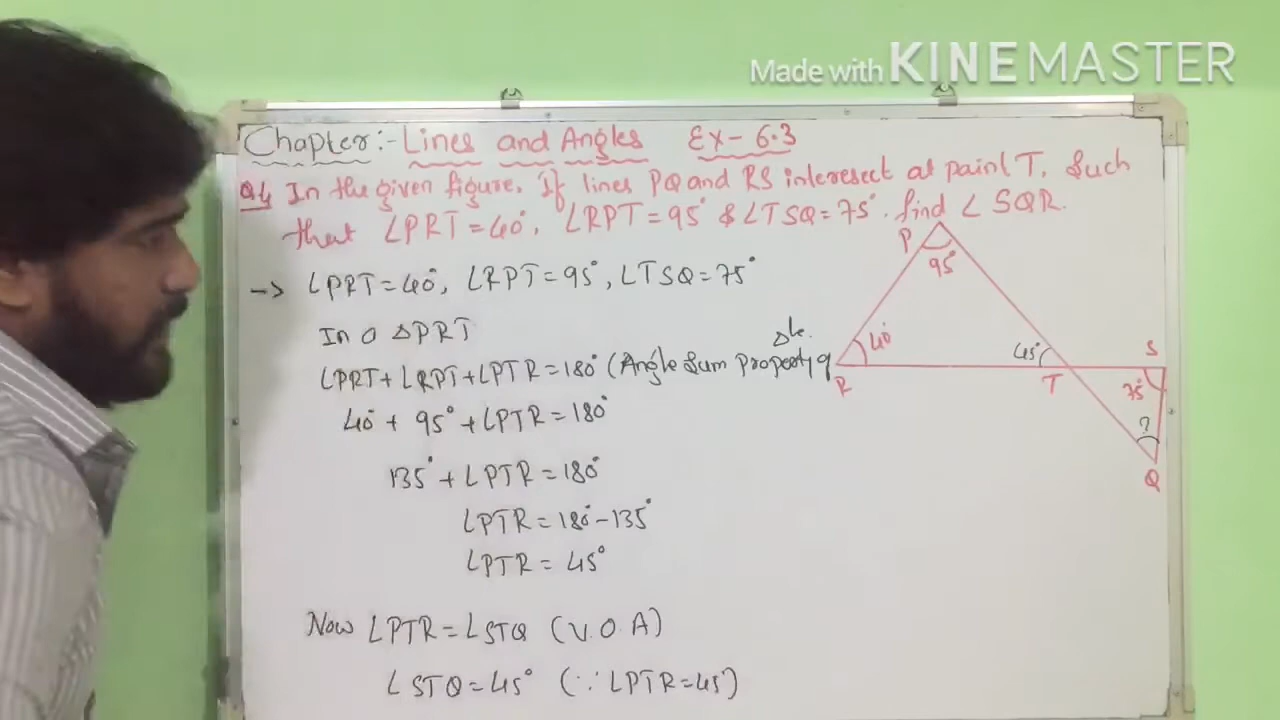 Made with KINEMASTER
Chapter:- Lines and Angles Ex-6.3
Q4 In the given figure, If lines PQ and RS interesect at paint T, Such
that ∠PRT=40°, ∠RPT=95° & ∠TSQ=75°. find ∠SQR.
-> ∠PRT=40°, ∠RPT=95°, ∠TSQ=75°
In ∆PRT
∠PRT+∠RPT+∠PTR=180° (Angle Sum Property of ∆le.
40°+ 95°+∠PTR=180°
135°+∠PTR=180°
∠PTR=180°-135°
∠PTR= 45°
Now ∠PTR=∠STQ (V.O.A)
∠STQ=45° (∵∠PTR=45°)
P
95°
40°
45°
S
R
T
75°
?
Q